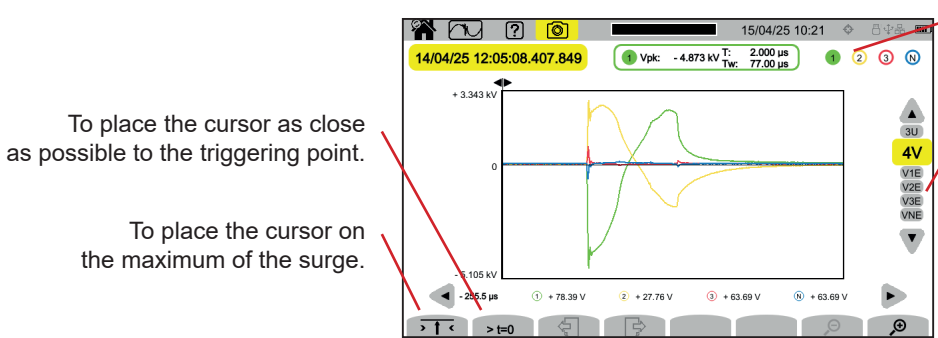 ?
15/04/25 10:21
14/04/25 12:05:08.407.849
1 Vpk: - 4.873 kV T: 2.000 µs
Tw: 77.00 µs
1 2 3 N
+ 3.343 kV
To place the cursor as close
as possible to the triggering point.
N
3U
4V
V1E
V2E
V3E
VNE
0
To place the cursor on
the maximum of the surge.
- 5.105 kV
- 255.5 µs 1 + 78.39 V 2 + 27.76 V 3 + 63.69 V N + 63.69 V
> t=0